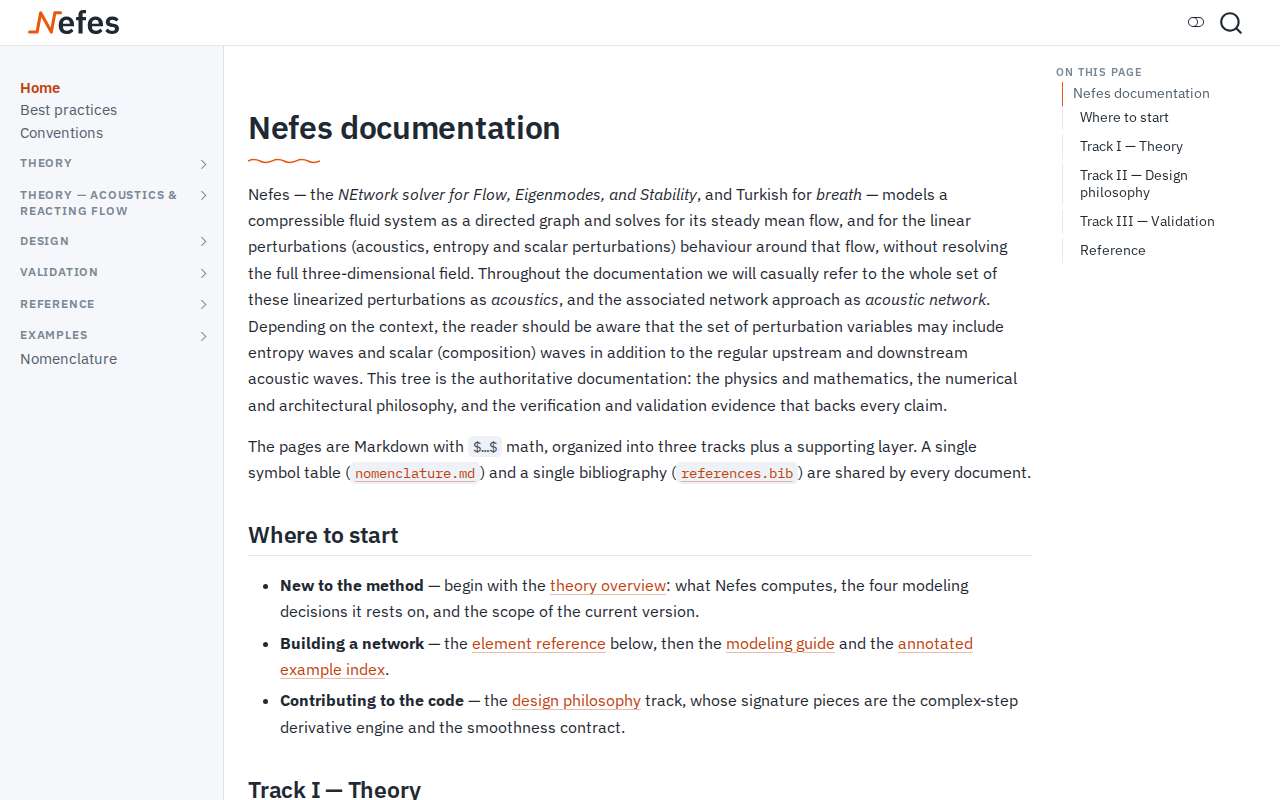 Nefes
Home
Best practices
Conventions
THEORY
THEORY — ACOUSTICS &
REACTING FLOW
DESIGN
VALIDATION
REFERENCE
EXAMPLES
Nomenclature
Nefes documentation
Nefes — the NEtwork solver for Flow, Eigenmodes, and Stability, and Turkish for breath — models a
compressible fluid system as a directed graph and solves for its steady mean flow, and for the linear
perturbations (acoustics, entropy and scalar perturbations) behaviour around that flow, without resolving
the full three-dimensional field. Throughout the documentation we will casually refer to the whole set of
these linearized perturbations as acoustics, and the associated network approach as acoustic network.
Depending on the context, the reader should be aware that the set of perturbation variables may include
entropy waves and scalar (composition) waves in addition to the regular upstream and downstream
acoustic waves. This tree is the authoritative documentation: the physics and mathematics, the numerical
and architectural philosophy, and the verification and validation evidence that backs every claim.
The pages are Markdown with $…$ math, organized into three tracks plus a supporting layer. A single
symbol table (nomenclature.md) and a single bibliography (references.bib) are shared by every document.
Where to start
• New to the method — begin with the theory overview: what Nefes computes, the four modeling
decisions it rests on, and the scope of the current version.
• Building a network — the element reference below, then the modeling guide and the annotated
example index.
• Contributing to the code — the design philosophy track, whose signature pieces are the complex-step
derivative engine and the smoothness contract.
Track I — Theory
ON THIS PAGE
Nefes documentation
Where to start
Track I — Theory
Track II — Design
philosophy
Track III — Validation
Reference